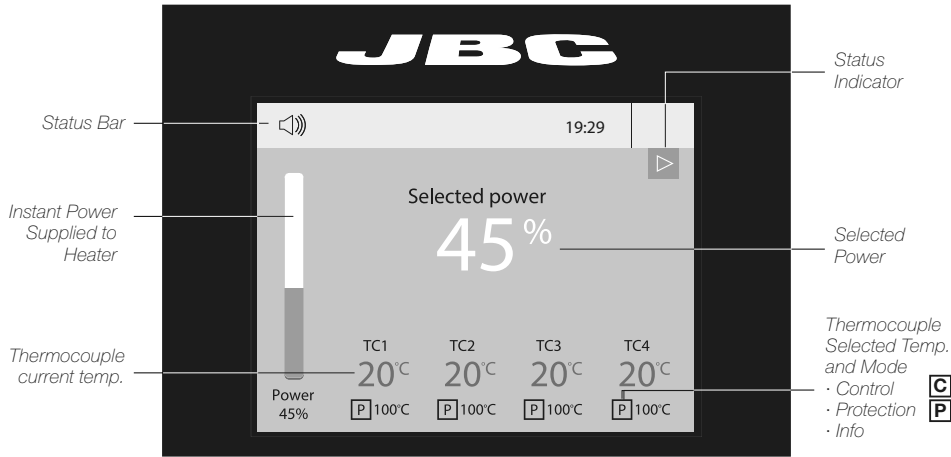 JBC
Status
Indicator
Status Bar
19:29
Instant Power
Supplied to
Heater
Selected power
45 %
Selected
Power
Thermocouple
current temp.
TC1 TC2 TC3 TC4
20°C 20°C 20°C 20°C
Power
45%
P 100°C P 100°C P 100°C P 100°C
Thermocouple
Selected Temp.
and Mode
· Control C
· Protection P
· Info